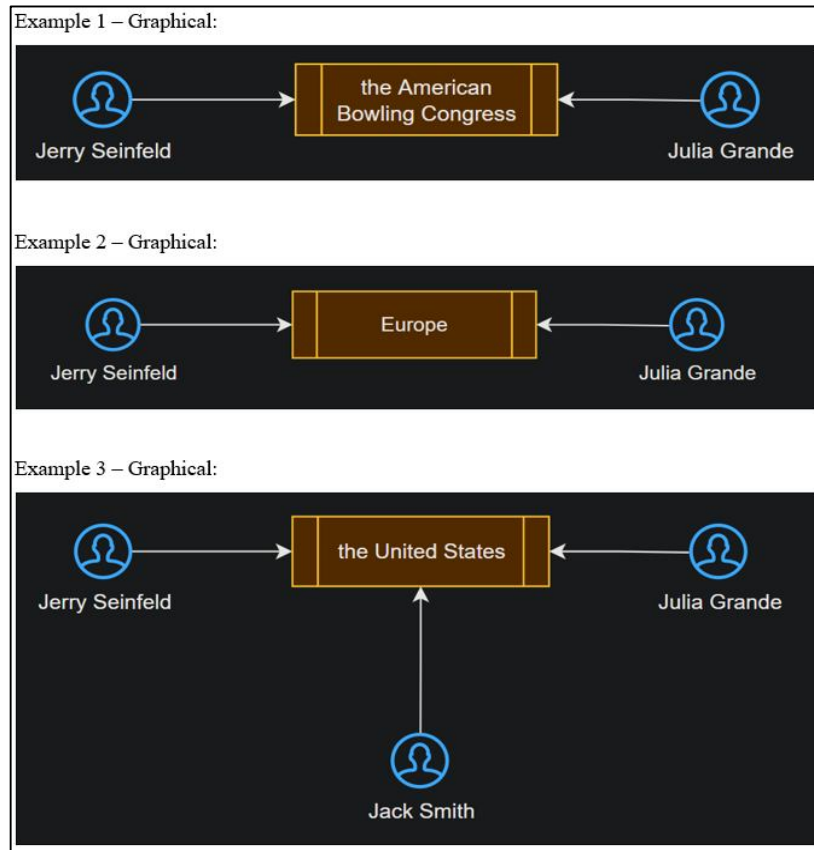 Example 1 – Graphical:
the American
Bowling Congress
Jerry Seinfeld
Julia Grande
Example 2 – Graphical:
Europe
Jerry Seinfeld
Julia Grande
Example 3 – Graphical:
the United States
Jerry Seinfeld
Julia Grande
Jack Smith